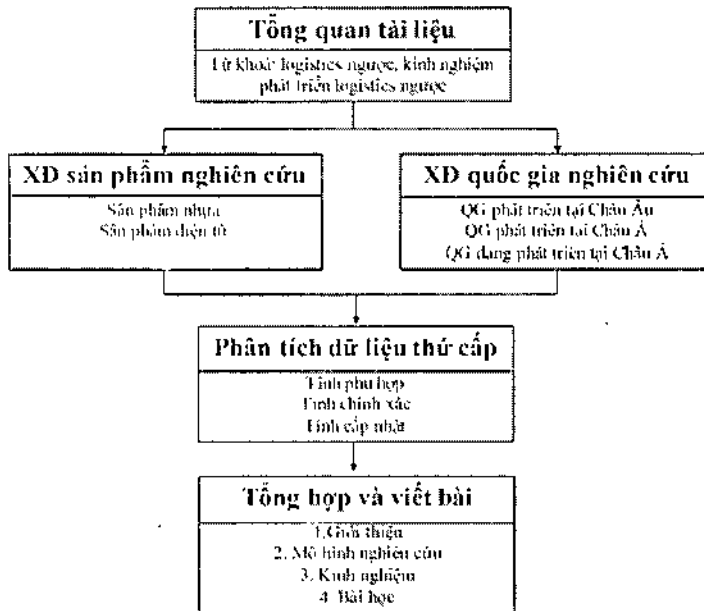 Tổng quan tài liệu
Từ khoá: logistics ngược, kinh nghiệm
phát triển logistics ngược
XĐ sản phẩm nghiên cứu
Sản phẩm nhựa
Sản phẩm điện tử
XĐ quốc gia nghiên cứu
QG phát triển tại Châu Âu
QG phát triển tại Châu Á
QG đang phát triển tại Châu Á
Phân tích dữ liệu thứ cấp
Tính phù hợp
Tính chính xác
Tính cập nhật
Tổng hợp và viết bài
1.Giới thiệu
2. Mô hình nghiên cứu
3. Kinh nghiệm
4. Bài học